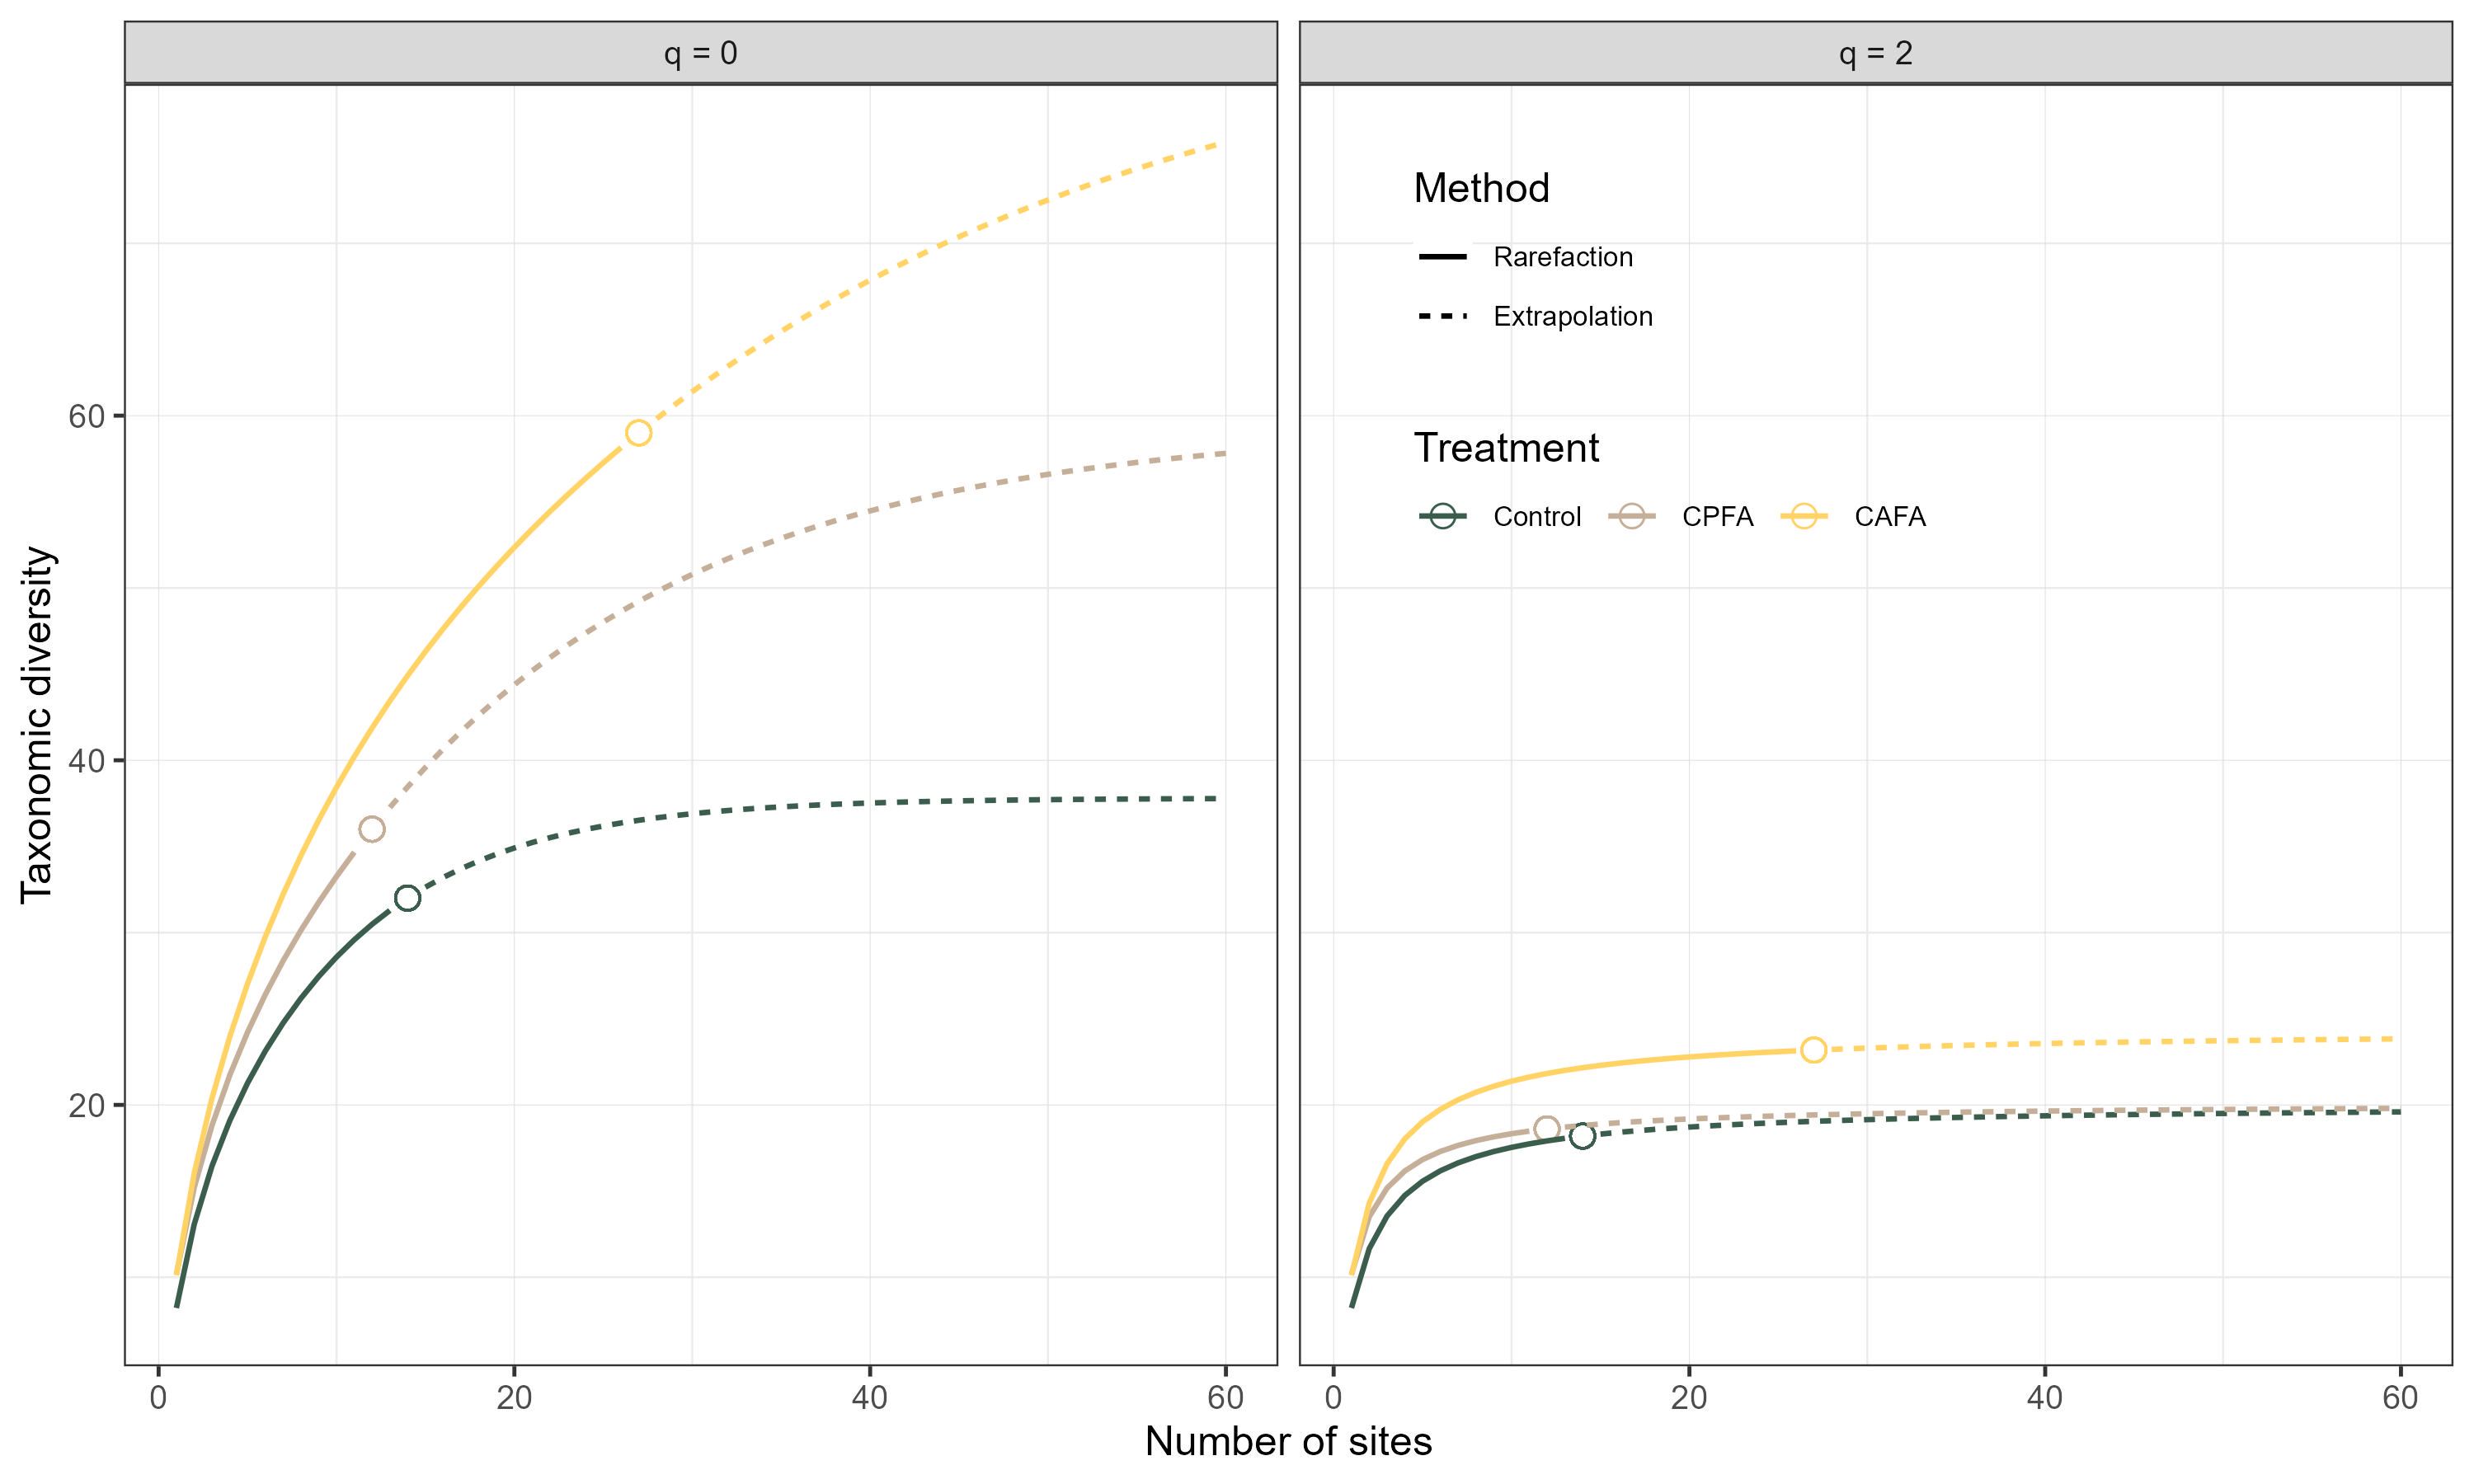 q = 0
q = 2
Method
Rarefaction
Extrapolation
Treatment
Control CPFA CAFA
Taxonomic diversity
60
40
20
0 20 40 60
0 20 40 60
Number of sites